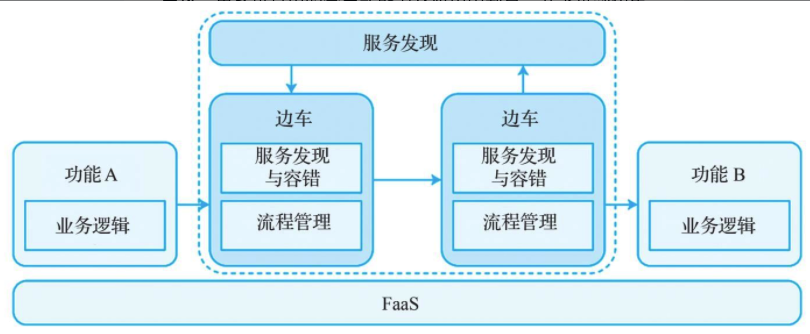 服务发现
边车
服务发现
与容错
流程管理
边车
服务发现
与容错
流程管理
功能 A
业务逻辑
功能 B
业务逻辑
FaaS